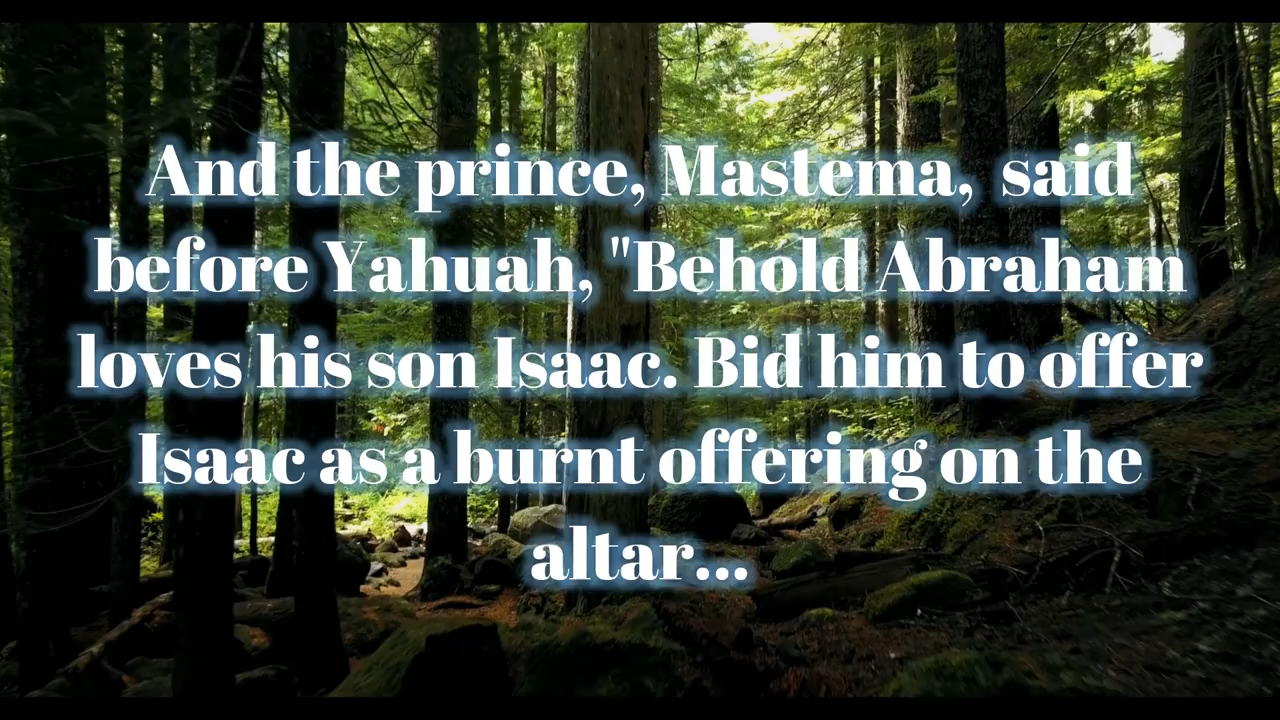 And the prince, Mastema,  said
before Yahuah, "Behold Abraham
loves his son Isaac. Bid him to offer
Isaac as a burnt offering on the
altar...